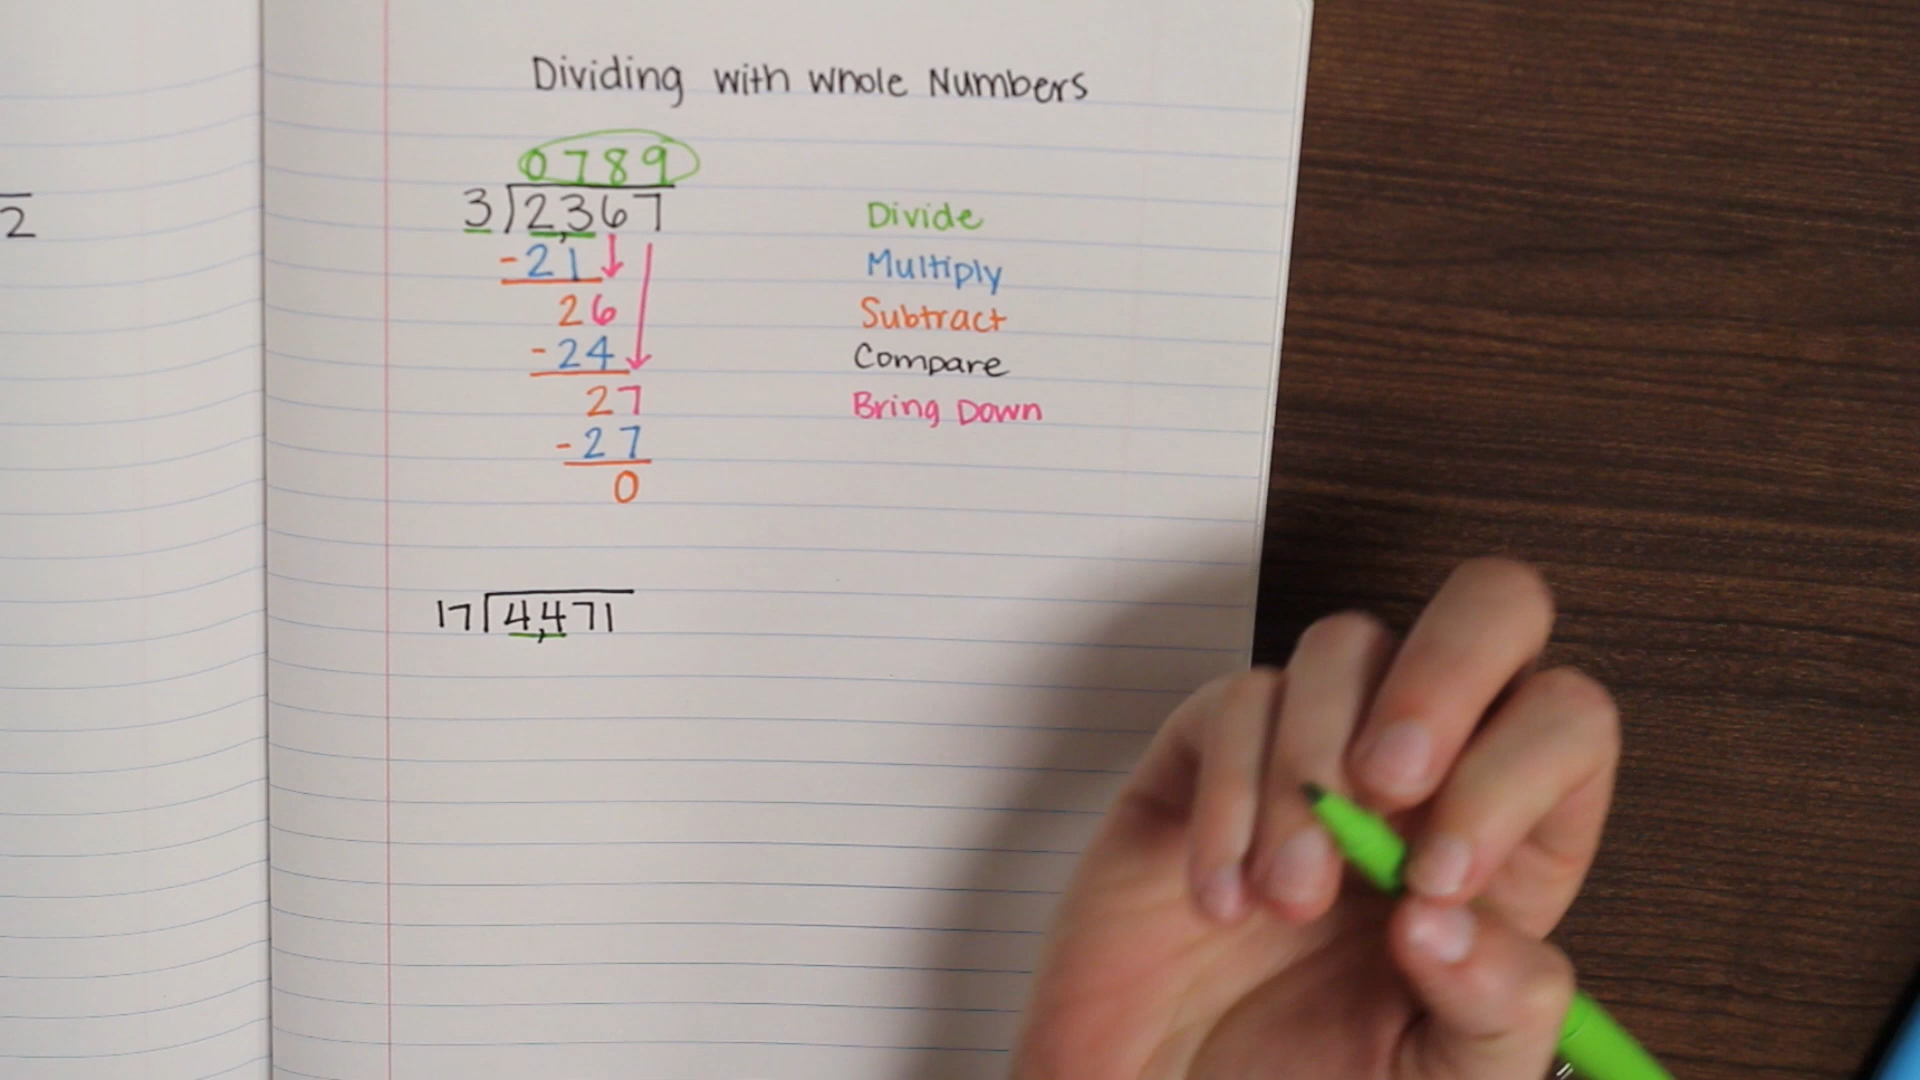 Dividing with Whole Numbers
0789
3)2,367 Divide
-21 Multiply
26 Subtract
-24 Compare
27 Bring Down
-27
0
17)4,471
2